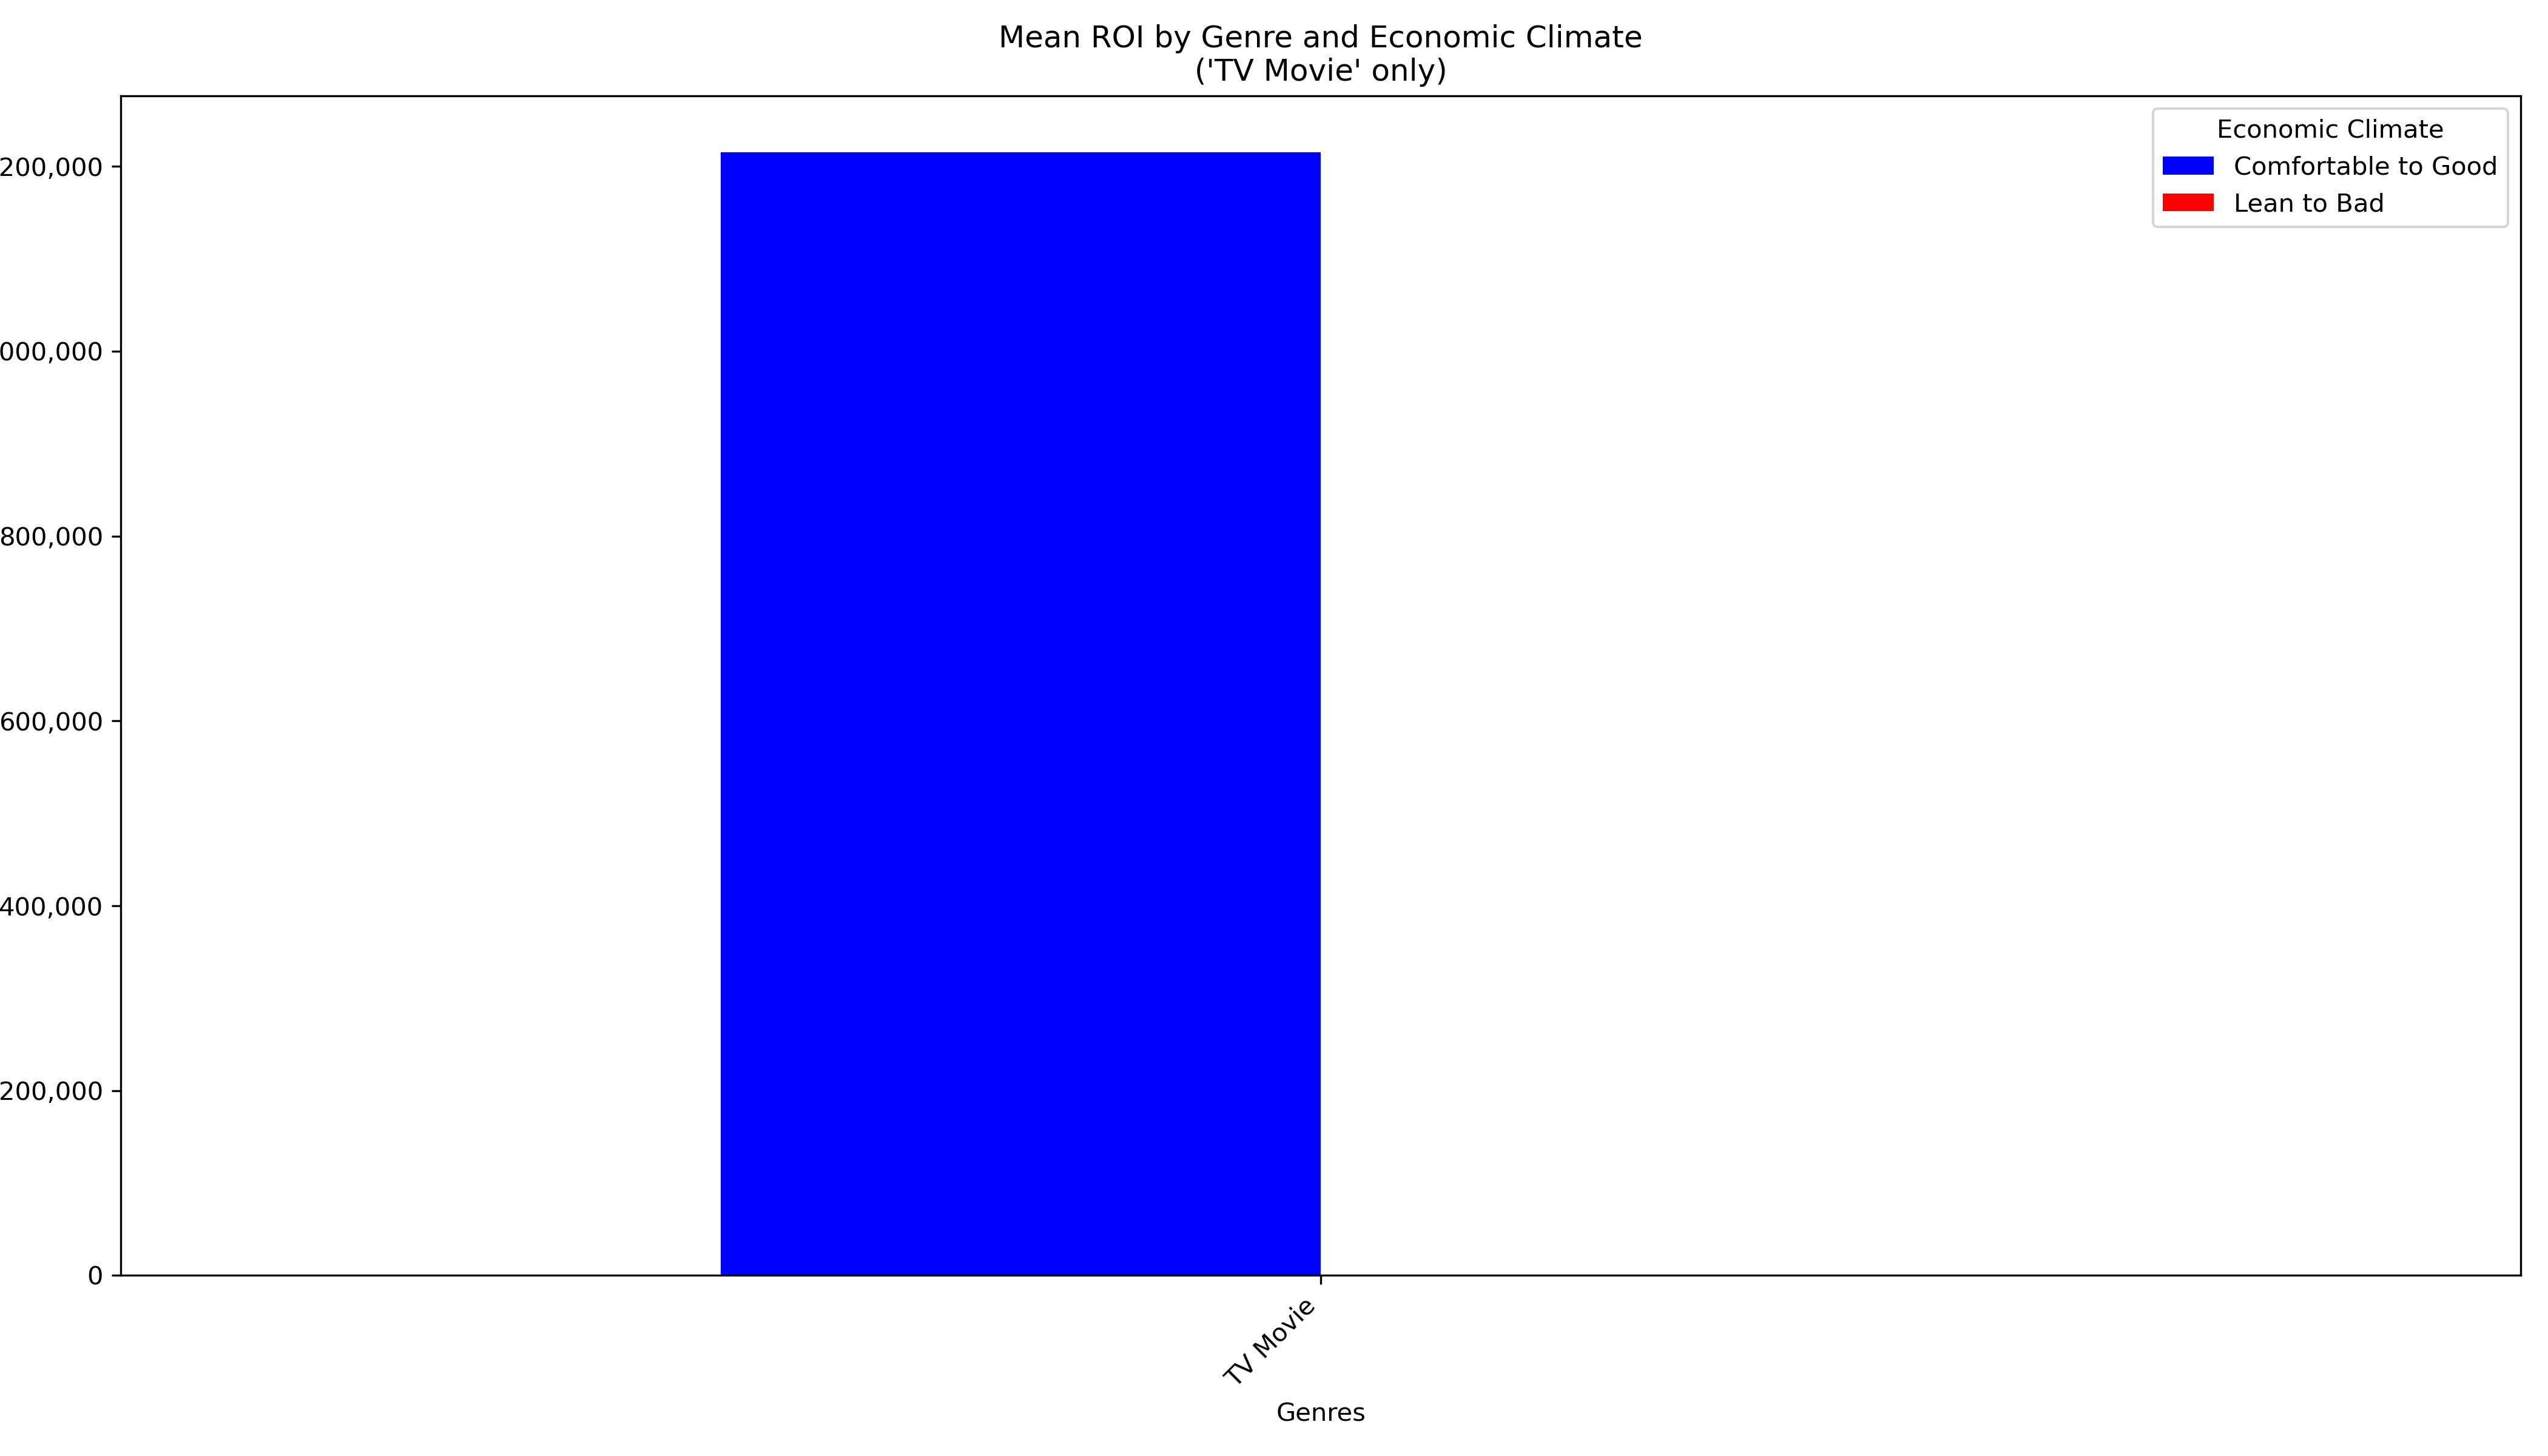 Mean ROI by Genre and Economic Climate
('TV Movie' only)
Economic Climate
Comfortable to Good
Lean to Bad
200,000
000,000
800,000
600,000
400,000
200,000
0
TV Movie
Genres